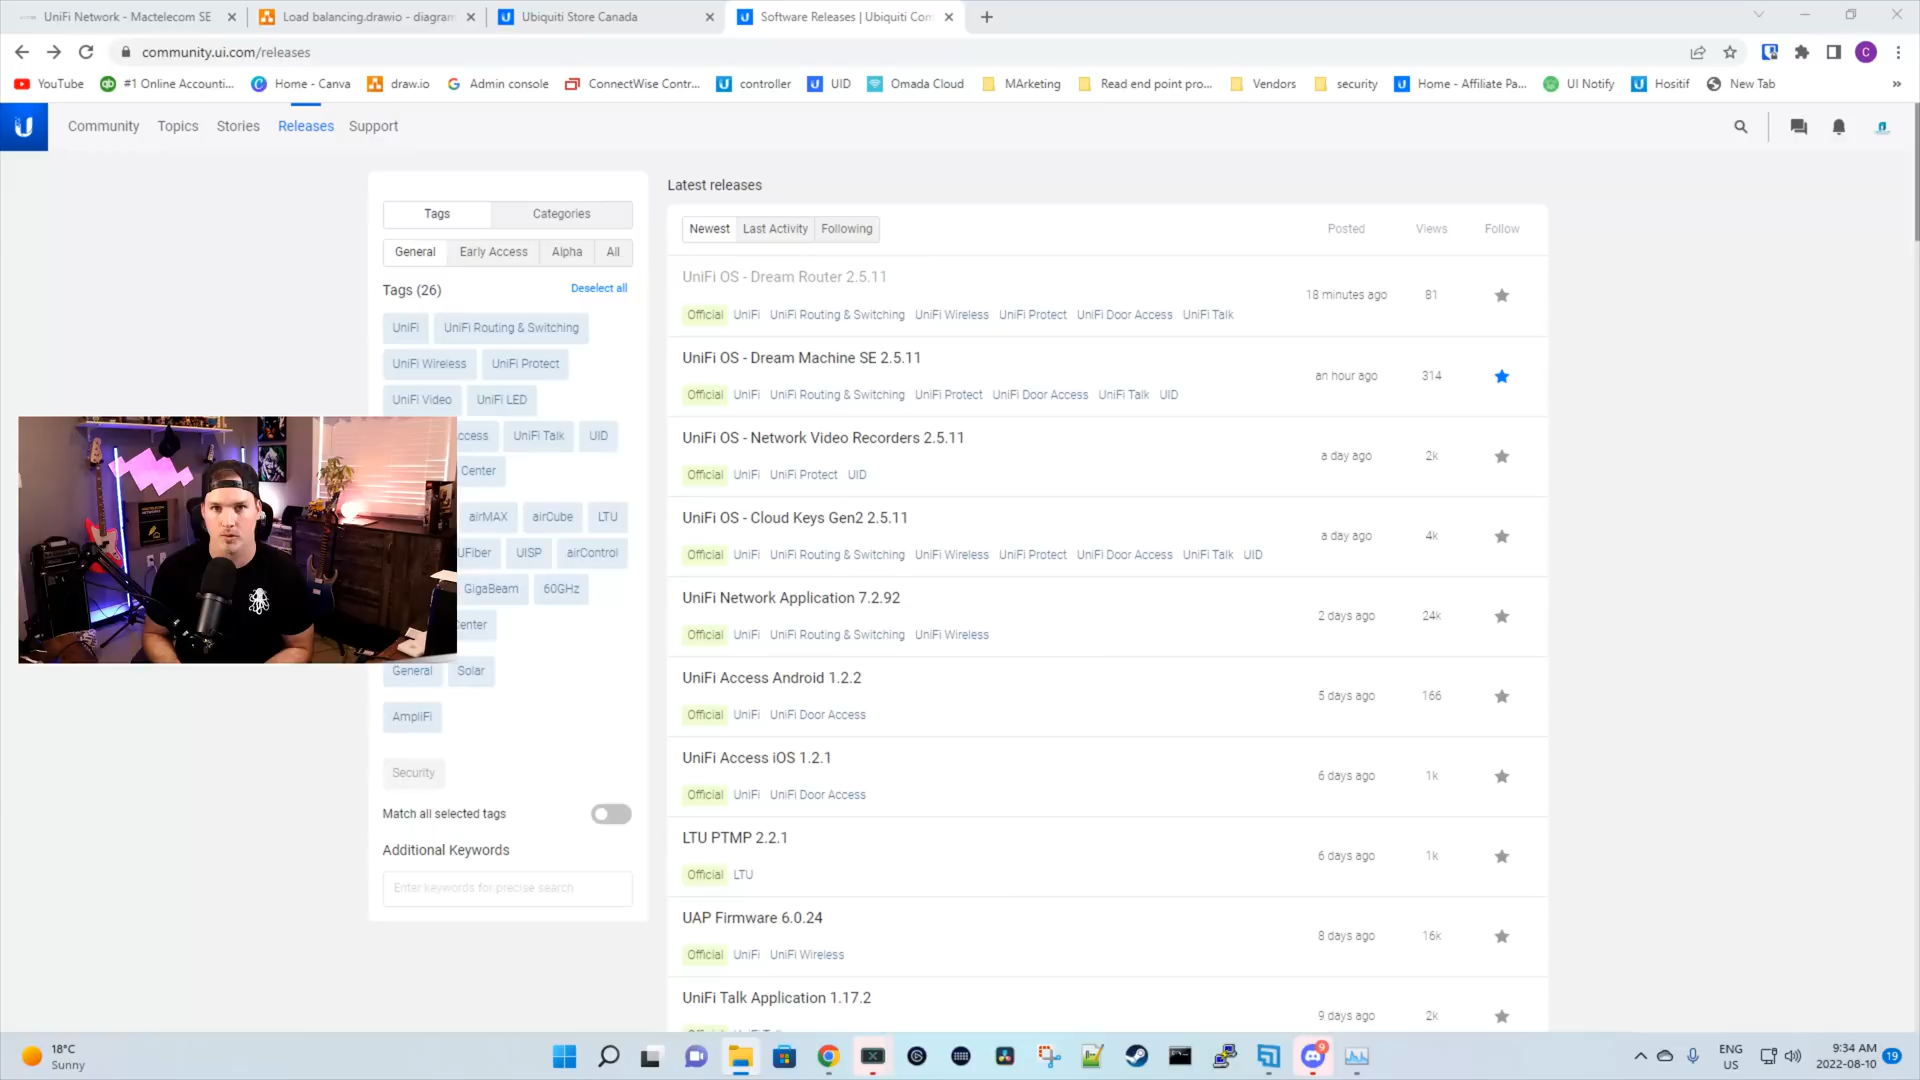 UniFi Network - Mactelecom SE
Load balancing.drawio - diagram
Ubiquiti Store Canada
Software Releases | Ubiquiti Com
community.ui.com/releases
C
YouTube
#1 Online Accounti...
Home - Canva
draw.io
Admin console
ConnectWise Contr...
controller
UID
Omada Cloud
MArketing
Read end point pro...
Vendors
security
Home - Affiliate Pa...
UI Notify
Hositif
New Tab
»
Community Topics Stories Releases Support
Tags Categories
General Early Access Alpha All
Tags (26) Deselect all
UniFi UniFi Routing & Switching
UniFi Wireless UniFi Protect
UniFi Video UniFi LED
ccess UniFi Talk UID
Center
airMAX airCube LTU
UFiber UISP airControl
GigaBeam 60GHz
Center
General Solar
AmpliFi
Security
Match all selected tags
Additional Keywords
Enter keywords for precise search
Latest releases
Newest Last Activity Following Posted Views Follow
UniFi OS - Dream Router 2.5.11
18 minutes ago 81
Official UniFi UniFi Routing & Switching UniFi Wireless UniFi Protect UniFi Door Access UniFi Talk
UniFi OS - Dream Machine SE 2.5.11
an hour ago 314
Official UniFi UniFi Routing & Switching UniFi Protect UniFi Door Access UniFi Talk UID
UniFi OS - Network Video Recorders 2.5.11
a day ago 2k
Official UniFi UniFi Protect UID
UniFi OS - Cloud Keys Gen2 2.5.11
a day ago 4k
Official UniFi UniFi Routing & Switching UniFi Wireless UniFi Protect UniFi Door Access UniFi Talk UID
UniFi Network Application 7.2.92
2 days ago 24k
Official UniFi UniFi Routing & Switching UniFi Wireless
UniFi Access Android 1.2.2
5 days ago 166
Official UniFi UniFi Door Access
UniFi Access iOS 1.2.1
6 days ago 1k
Official UniFi UniFi Door Access
LTU PTMP 2.2.1
6 days ago 1k
Official LTU
UAP Firmware 6.0.24
8 days ago 16k
Official UniFi UniFi Wireless
UniFi Talk Application 1.17.2
9 days ago 2k
18°C
Sunny
9
ENG
US
9:34 AM
2022-08-10
19